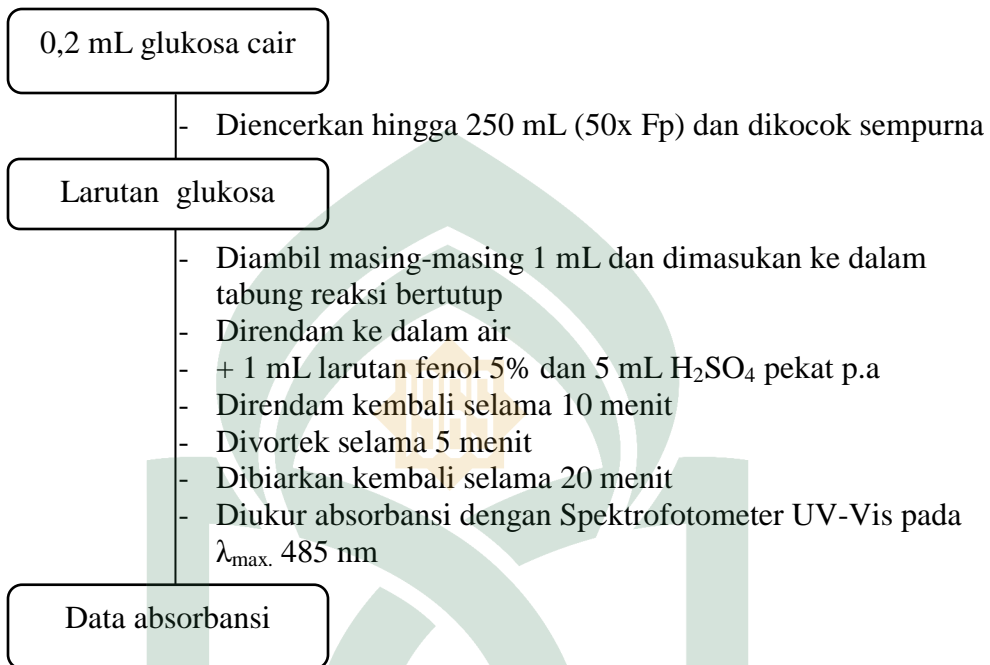 0,2 mL glukosa cair
- Diencerkan hingga 250 mL (50x Fp) dan dikocok sempurna
Larutan glukosa
- Diambil masing-masing 1 mL dan dimasukan ke dalam
tabung reaksi bertutup
- Direndam ke dalam air
- + 1 mL larutan fenol 5% dan 5 mL H₂SO₄ pekat p.a
- Direndam kembali selama 10 menit
- Divortek selama 5 menit
- Dibiarkan kembali selama 20 menit
- Diukur absorbansi dengan Spektrofotometer UV-Vis pada
λmax. 485 nm
Data absorbansi